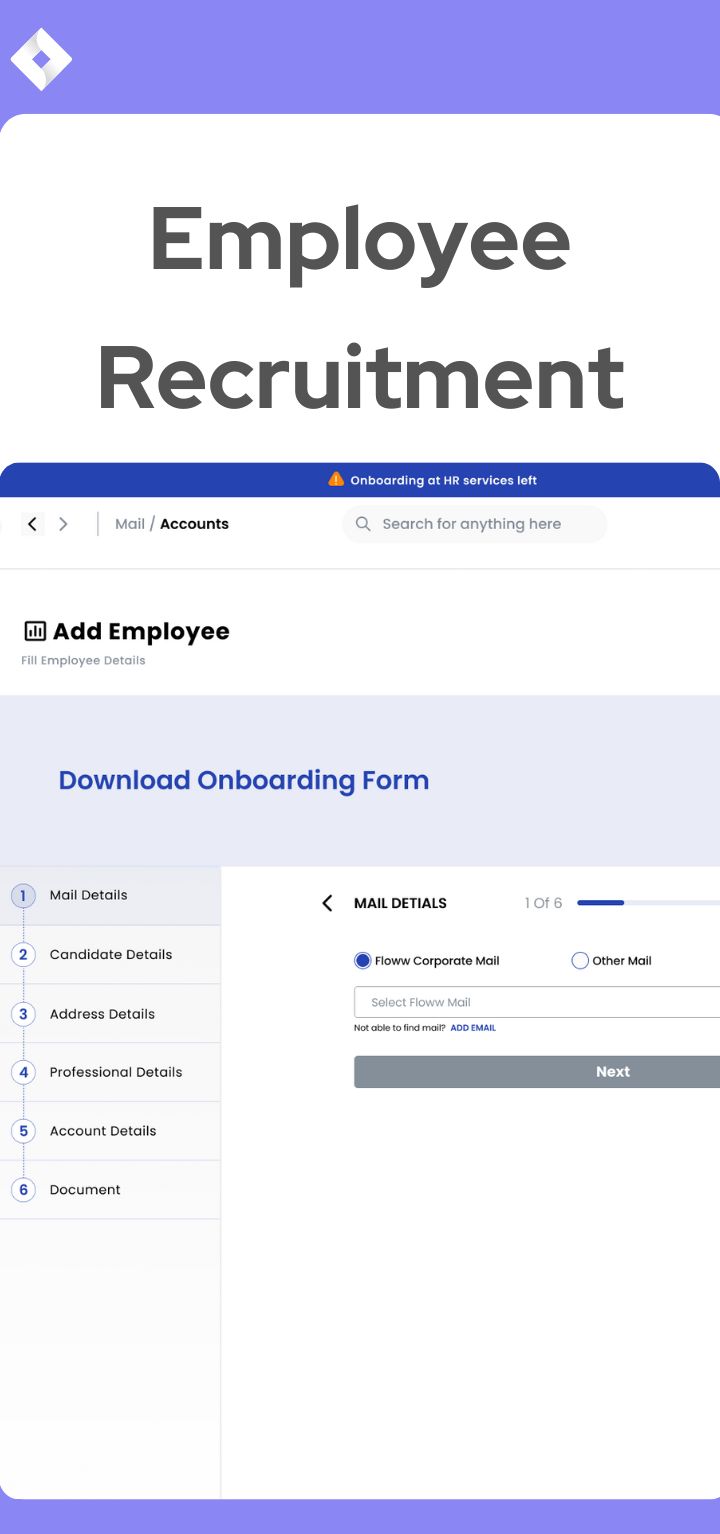 Employee
Recruitment
Onboarding at HR services left
Mail / Accounts
Search for anything here
Add Employee
Fill Employee Details
Download Onboarding Form
1 Mail Details
2 Candidate Details
3 Address Details
4 Professional Details
5 Account Details
6 Document
MAIL DETIALS
1 Of 6
Floww Corporate Mail
Other Mail
Select Floww Mail
Not able to find mail? ADD EMAIL
Next